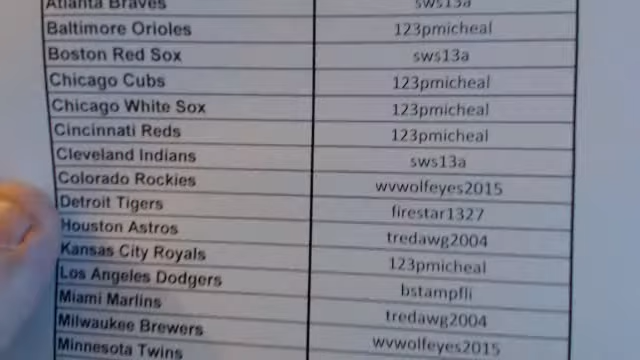 Atlanta Braves sws13a
Baltimore Orioles 123pmicheal
Boston Red Sox sws13a
Chicago Cubs 123pmicheal
Chicago White Sox 123pmicheal
Cincinnati Reds 123pmicheal
Cleveland Indians sws13a
Colorado Rockies wvwolfeyes2015
Detroit Tigers firestar1327
Houston Astros tredawg2004
Kansas City Royals 123pmicheal
Los Angeles Dodgers bstampfli
Miami Marlins tredawg2004
Milwaukee Brewers wvwolfeyes2015
Minnesota Twins